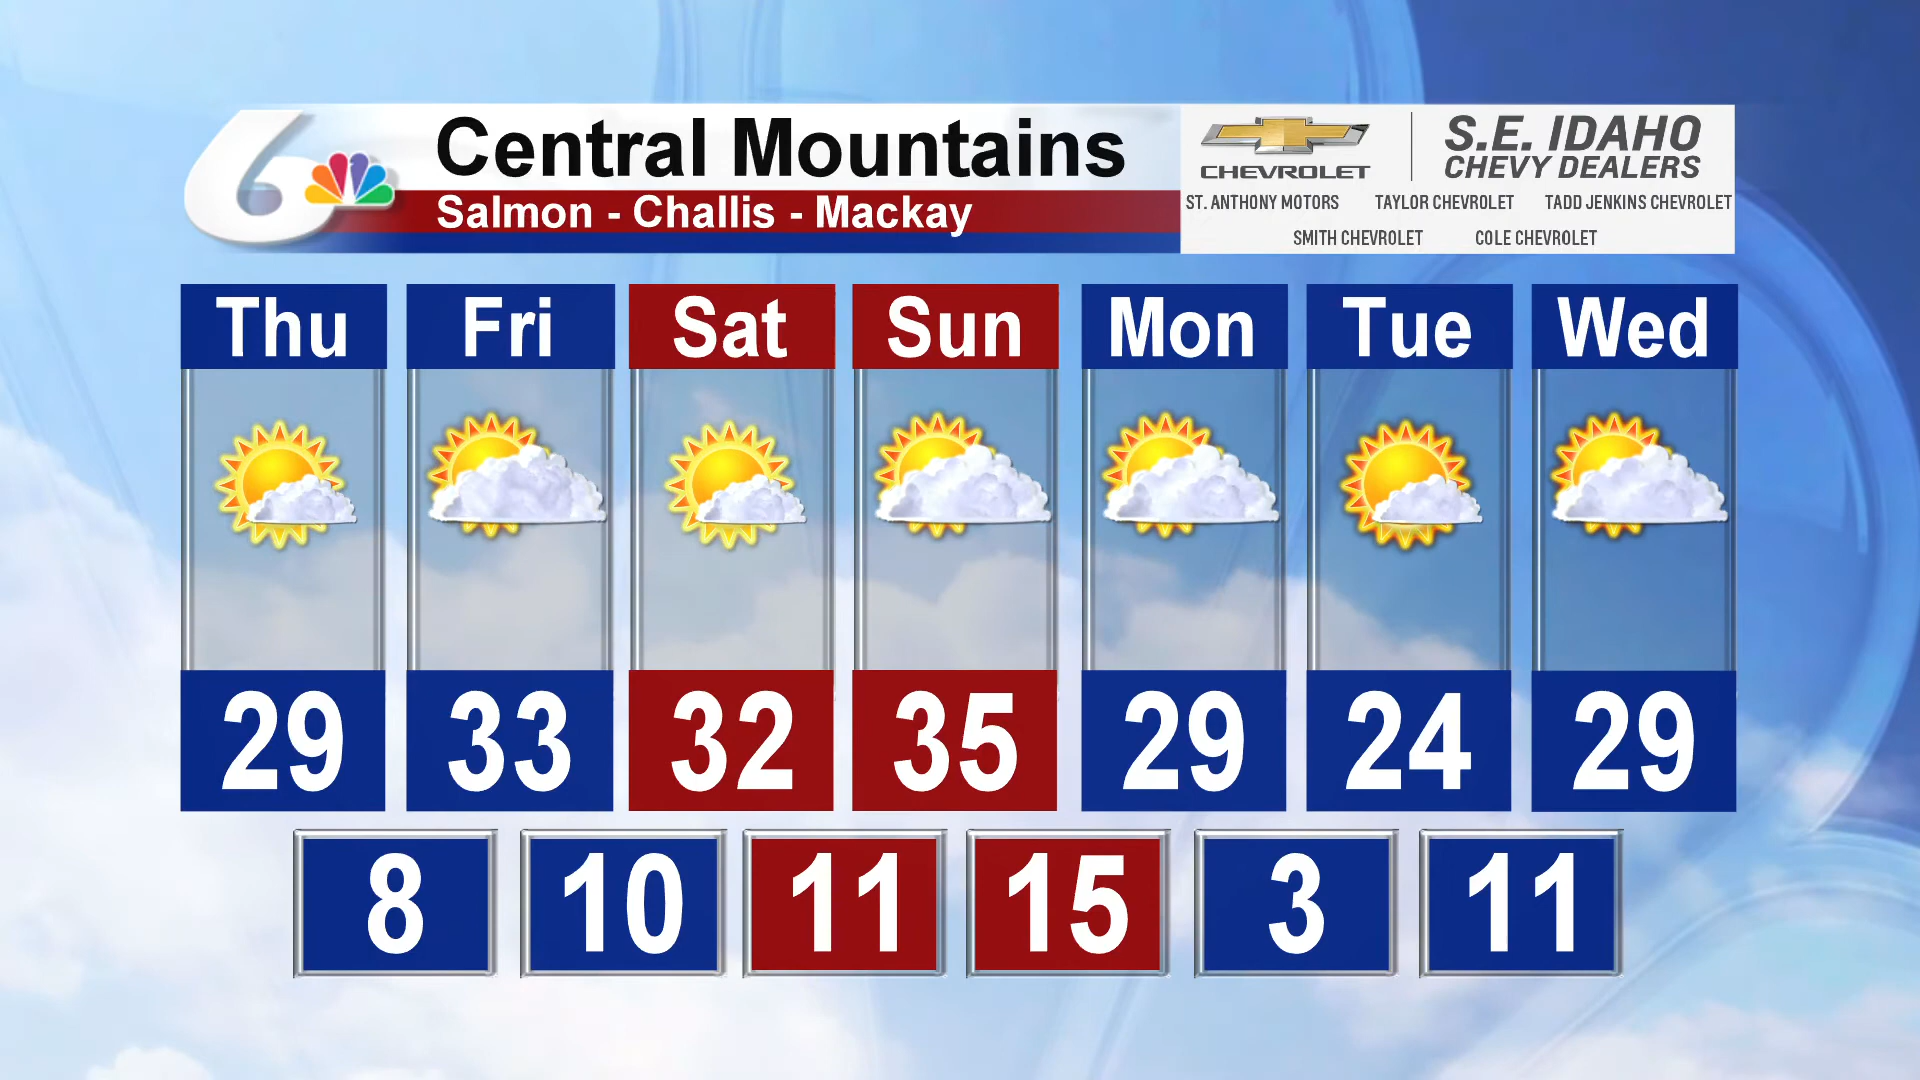 6
Central Mountains
Salmon - Challis - Mackay
CHEVROLET
S.E. IDAHO
CHEVY DEALERS
ST. ANTHONY MOTORS TAYLOR CHEVROLET TADD JENKINS CHEVROLET
SMITH CHEVROLET COLE CHEVROLET
Thu Fri Sat Sun Mon Tue Wed
29 33 32 35 29 24 29
8 10 11 15 3 11